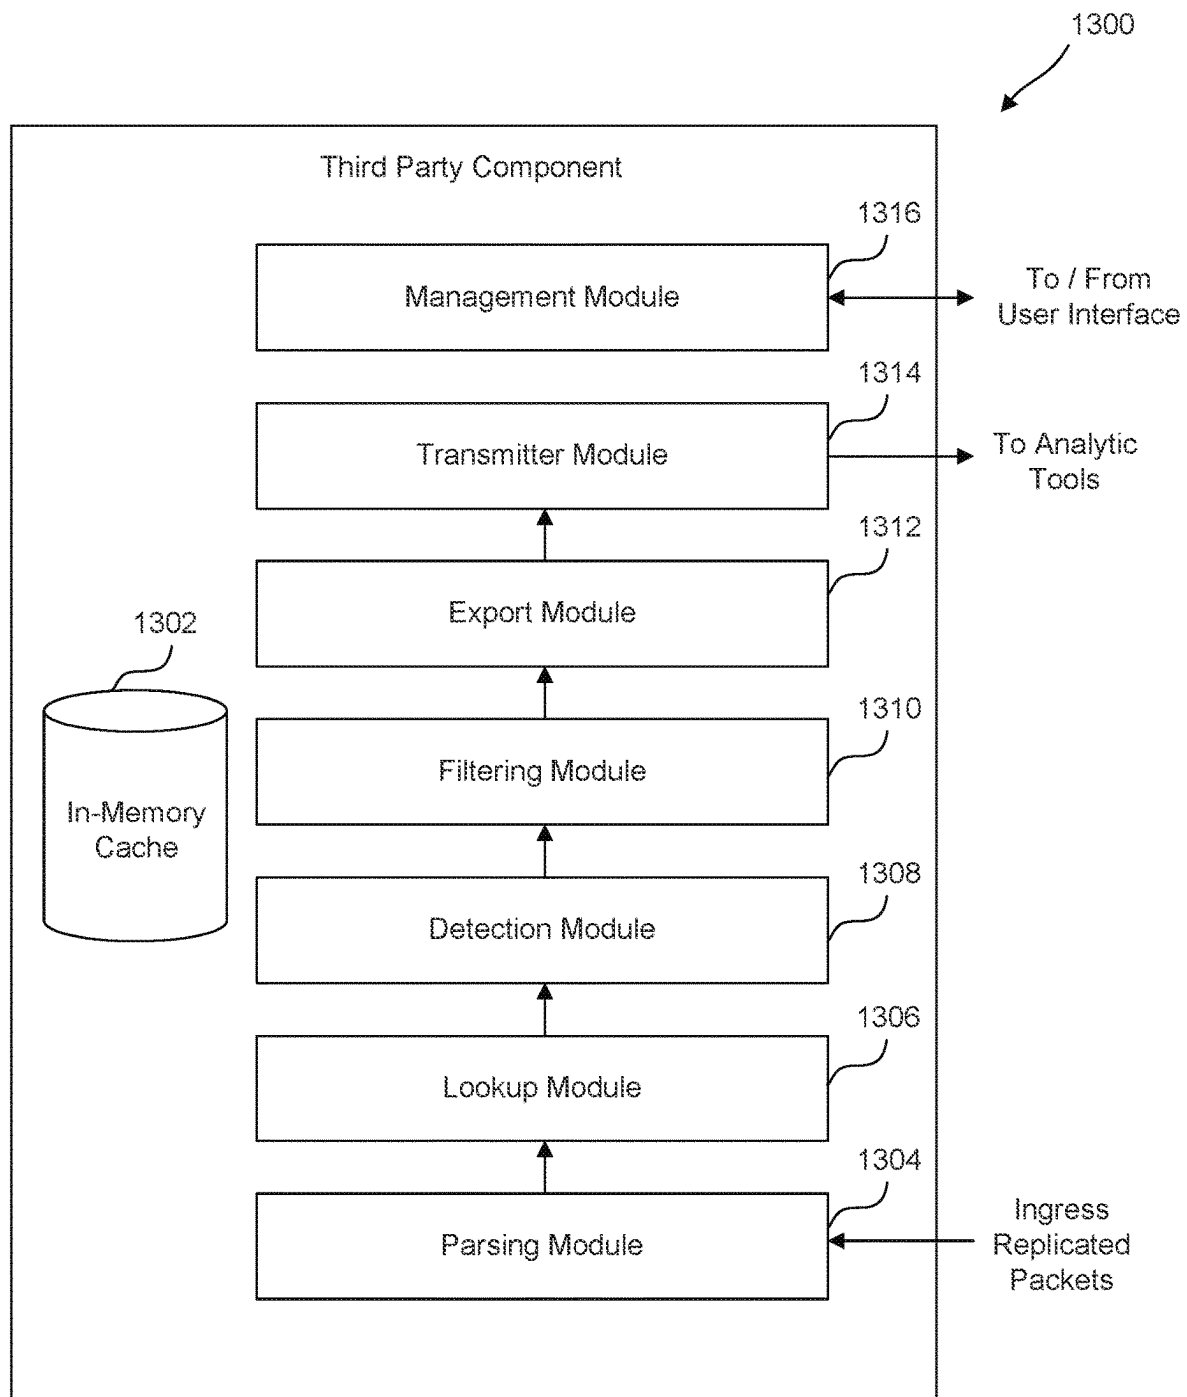 1300
Third Party Component
1316
Management Module
To / From
User Interface
1314
Transmitter Module
To Analytic
Tools
1312
Export Module
1302
In-Memory
Cache
1310
Filtering Module
1308
Detection Module
1306
Lookup Module
1304
Parsing Module
Ingress
Replicated
Packets